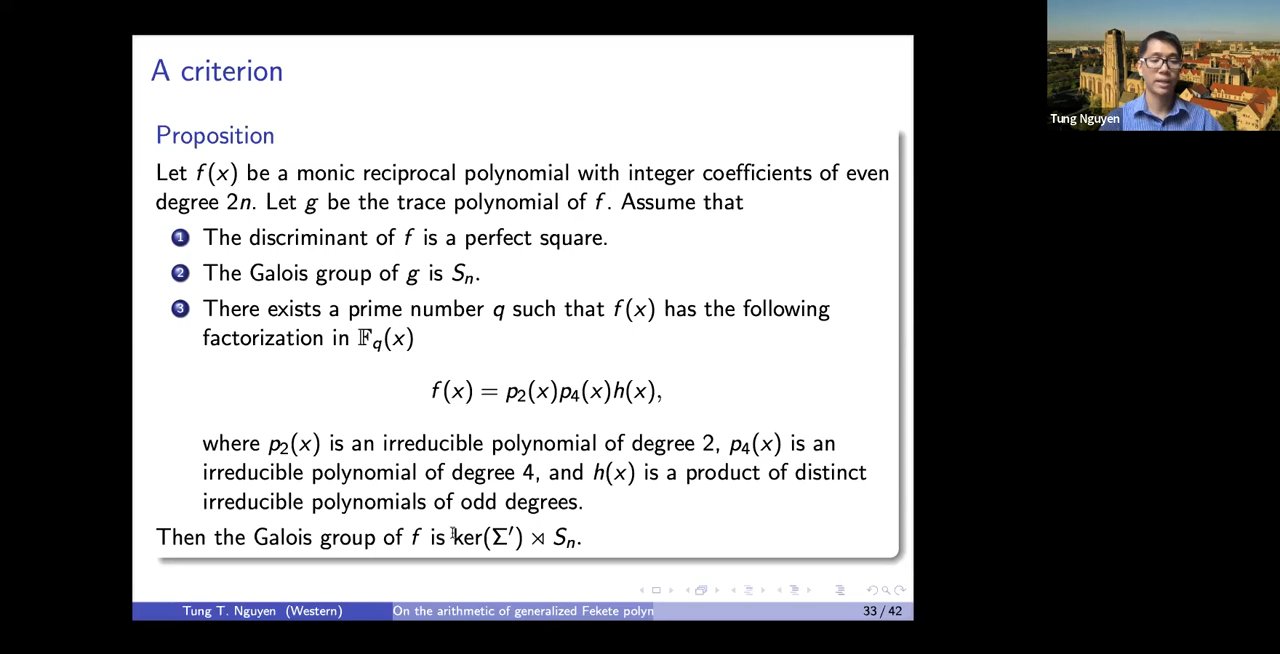 A criterion
Proposition
Let f(x) be a monic reciprocal polynomial with integer coefficients of even
degree 2n. Let g be the trace polynomial of f. Assume that
1 The discriminant of f is a perfect square.
2 The Galois group of g is Sₙ.
3 There exists a prime number q such that f(x) has the following
factorization in 𝔽_q(x)
f(x) = p₂(x)p₄(x)h(x),
where p₂(x) is an irreducible polynomial of degree 2, p₄(x) is an
irreducible polynomial of degree 4, and h(x) is a product of distinct
irreducible polynomials of odd degrees.
Then the Galois group of f is ker(Σ′) ⋊ Sₙ.
Tung T. Nguyen (Western) On the arithmetic of generalized Fekete polyn 33 / 42
Tung Nguyen